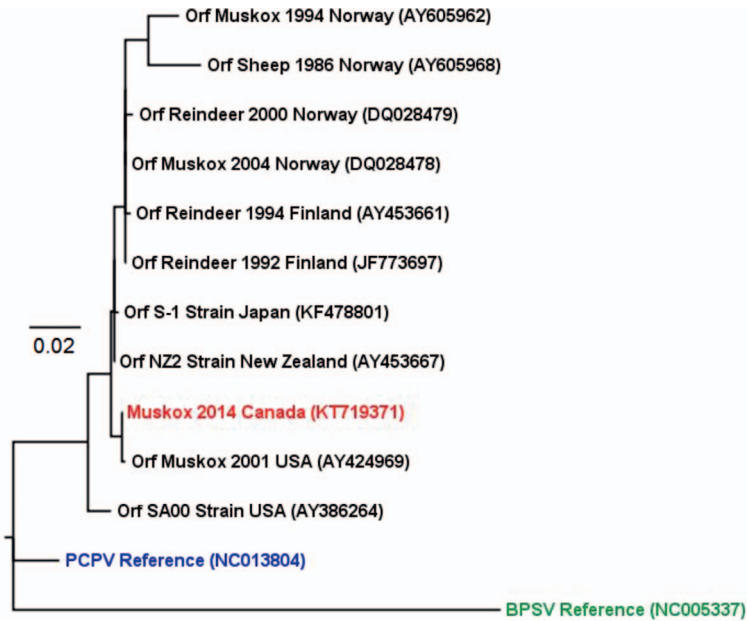 Orf Muskox 1994 Norway (AY605962)
Orf Sheep 1986 Norway (AY605968)
Orf Reindeer 2000 Norway (DQ028479)
Orf Muskox 2004 Norway (DQ028478)
Orf Reindeer 1994 Finland (AY453661)
Orf Reindeer 1992 Finland (JF773697)
Orf S-1 Strain Japan (KF478801)
0.02
Orf NZ2 Strain New Zealand (AY453667)
Muskox 2014 Canada (KT719371)
Orf Muskox 2001 USA (AY424969)
Orf SA00 Strain USA (AY386264)
PCPV Reference (NC013804)
BPSV Reference (NC005337)